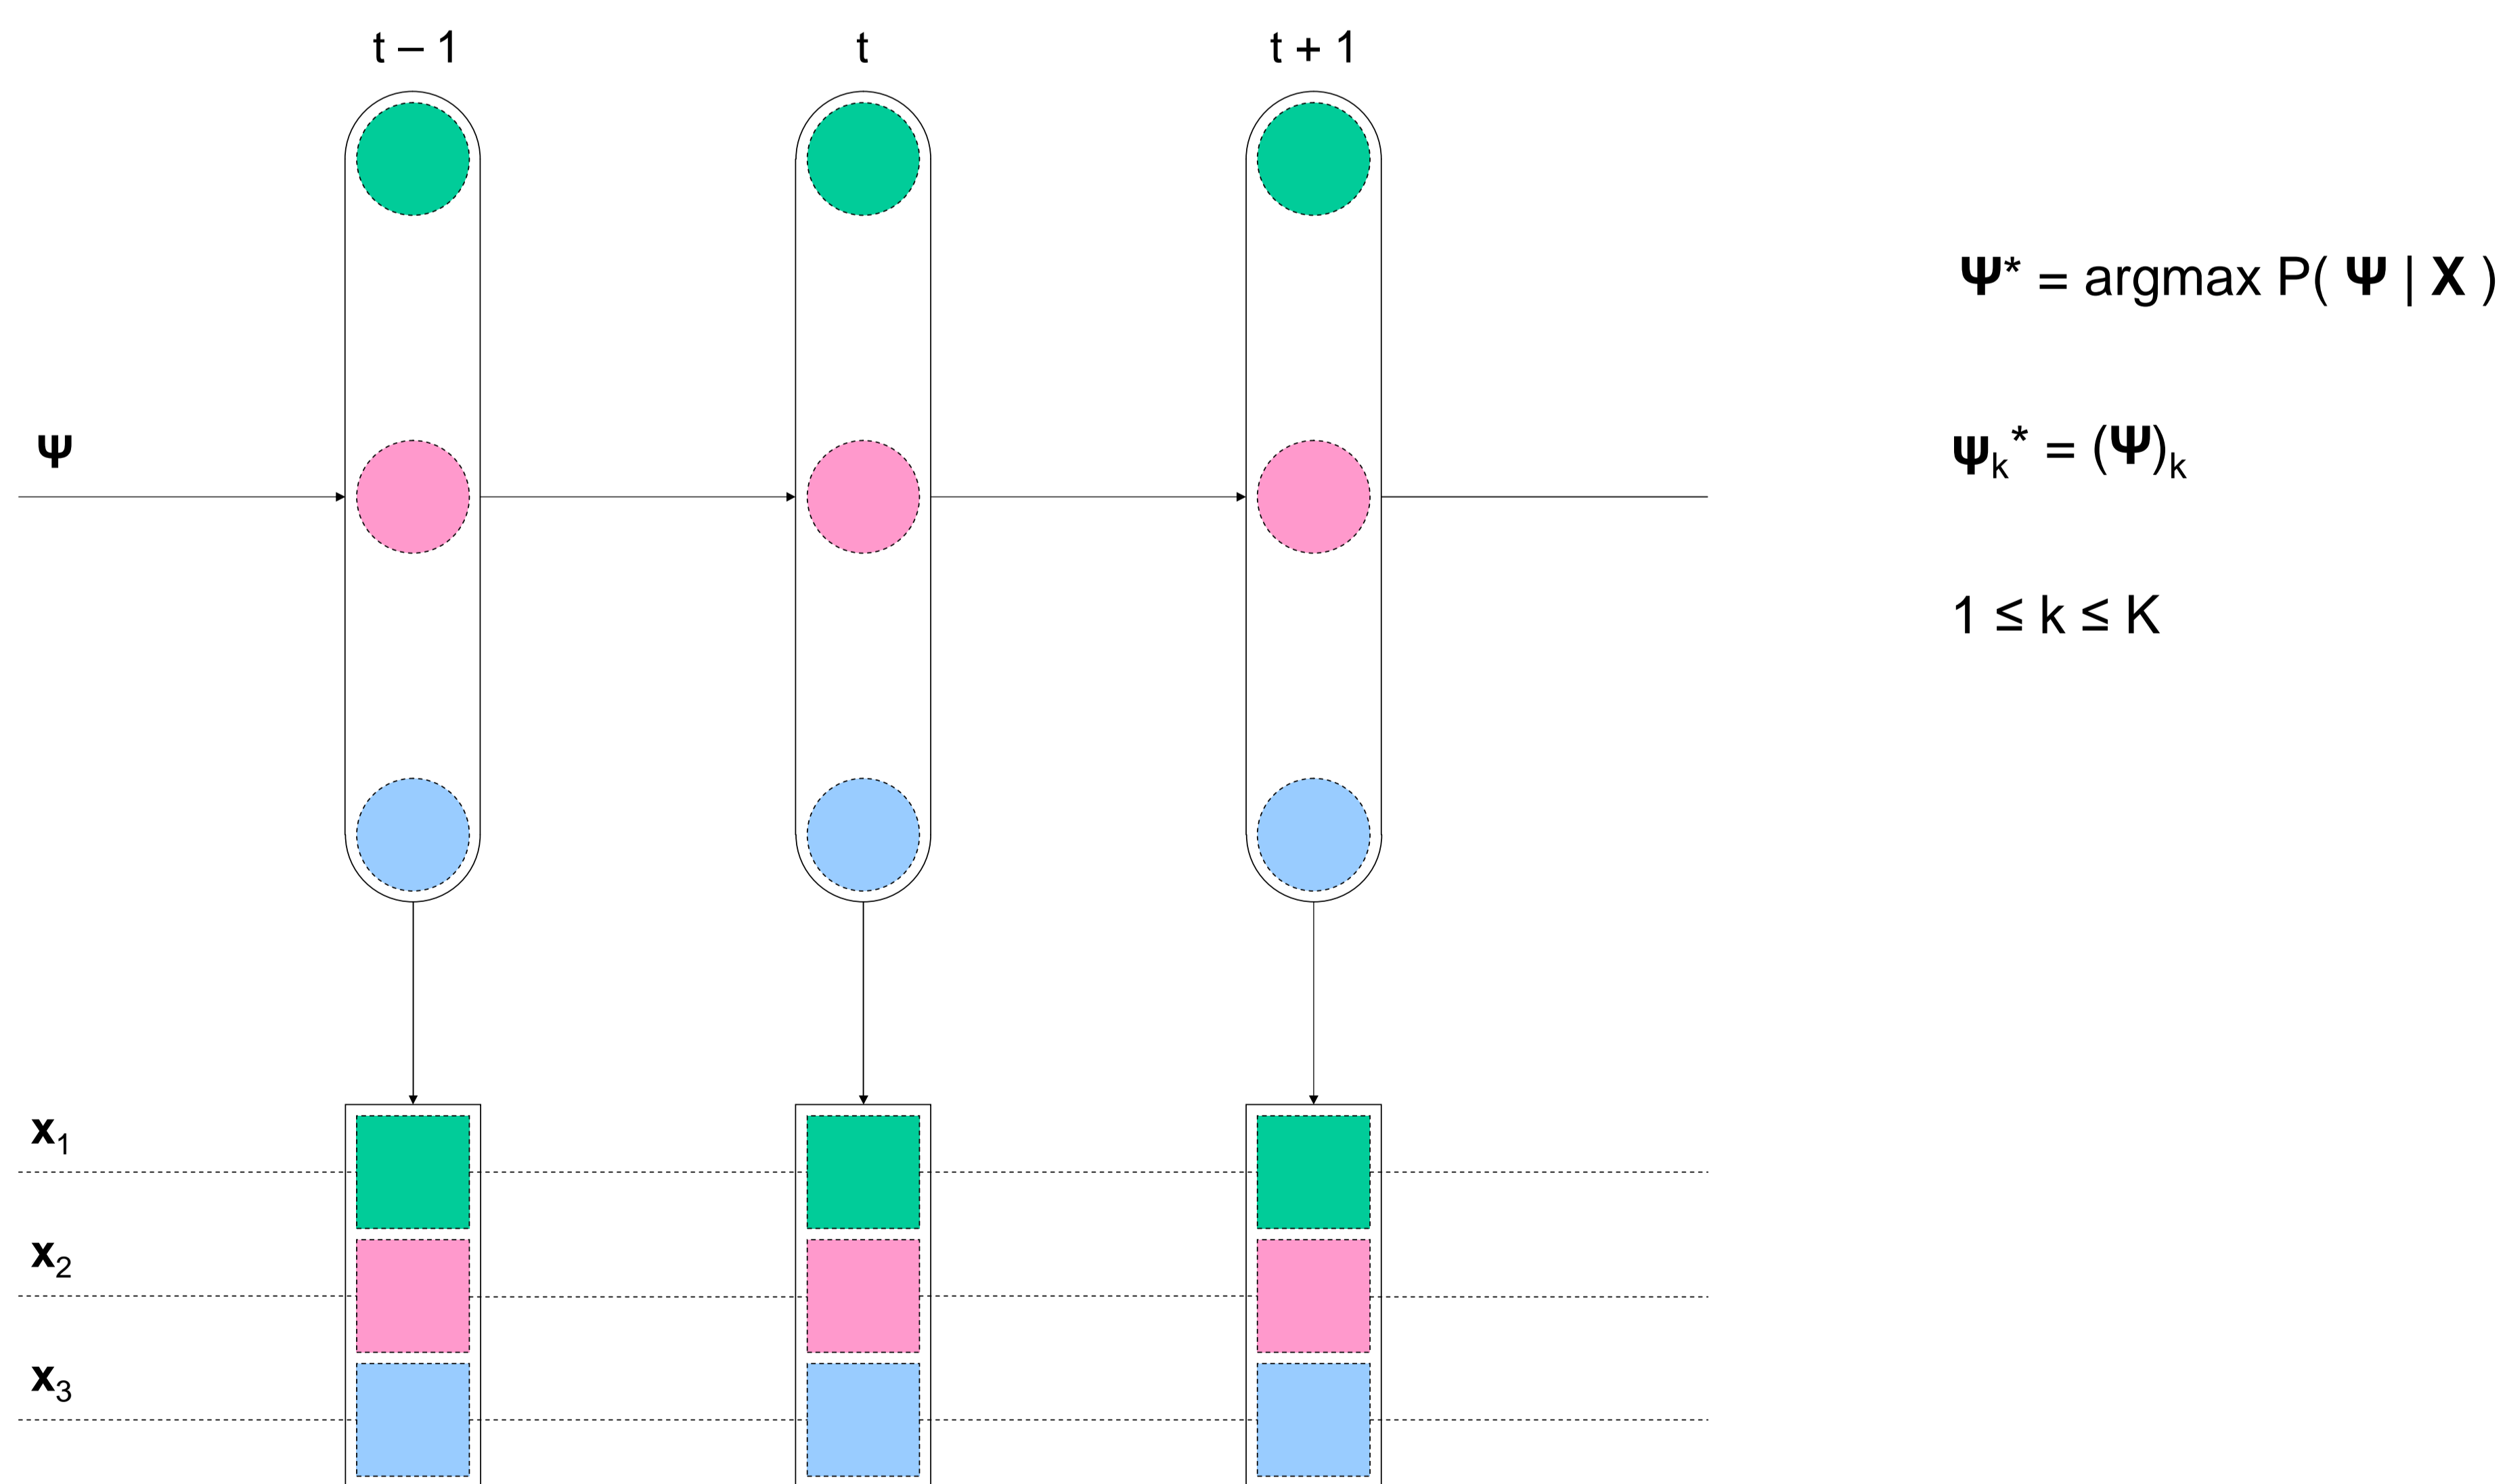 t – 1
t
t + 1
Ψ* = argmax P( Ψ | X )
Ψ
ψk* = (Ψ)k
1 ≤ k ≤ K
x1
x2
x3